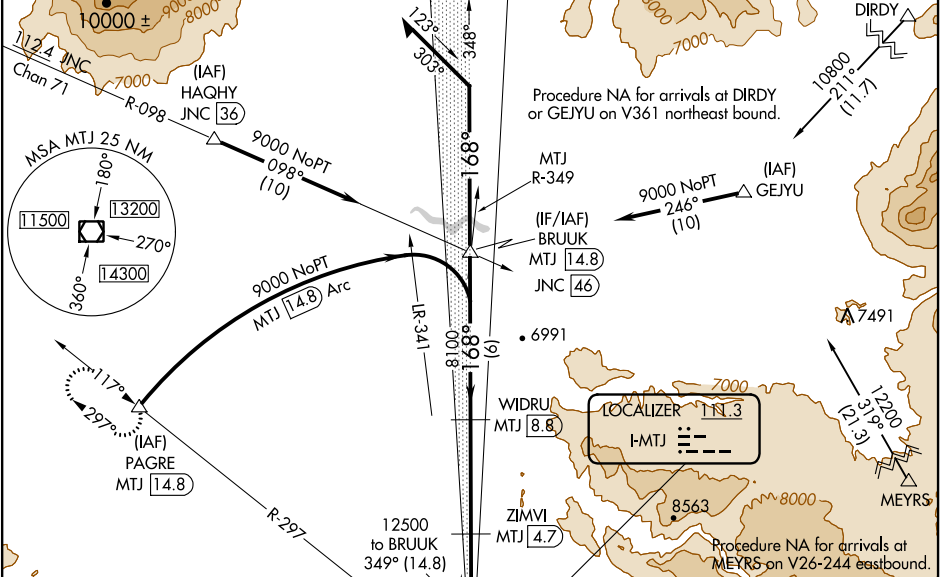 10000 ±
9000
8000
7000
112.4 JNC
Chan 71
R-098
(IAF)
HAQHY
JNC 36
9000 NoPT
098°
(10)
123°
303°
348°
8000
7000
DIRDY
10800
211°
(11.7)
Procedure NA for arrivals at DIRDY
or GEJYU on V361 northeast bound.
MSA MTJ 25 NM
180°
11500
13200
270°
14300
360°
168°
MTJ
R-349
(IAF)
GEJYU
9000 NoPT
246°
(10)
(IF/IAF)
BRUUK
MTJ 14.8
JNC 46
9000 NoPT
MTJ 14.8 Arc
LR-341
8100
168°
(6)
6991
7491
117°
297°
(IAF)
PAGRE
MTJ 14.8
R-297
WIDRU
MTJ 8.8
7000
LOCALIZER 111.3
I-MTJ
12200
319°
(21.3)
MEYRS
8563
8000
12500
to BRUUK
349° (14.8)
ZIMVI
MTJ 4.7
Procedure NA for arrivals at
MEYRS on V26-244 eastbound.